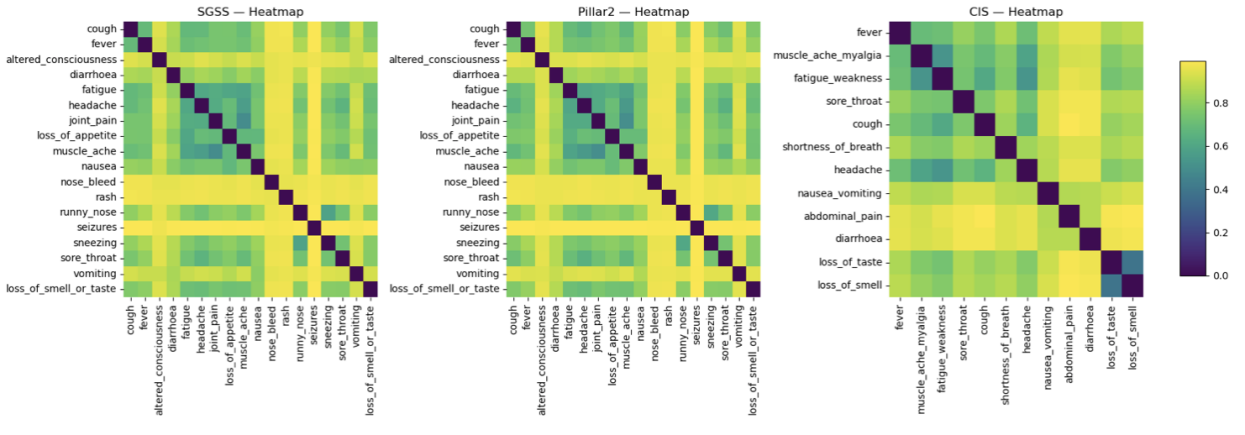 SGSS — Heatmap
cough
fever
altered_consciousness
diarrhoea
fatigue
headache
joint_pain
loss_of_appetite
muscle_ache
nausea
nose_bleed
rash
runny_nose
seizures
sneezing
sore_throat
vomiting
loss_of_smell_or_taste
cough
fever
altered_consciousness
diarrhoea
fatigue
headache
joint_pain
loss_of_appetite
muscle_ache
nausea
nose_bleed
rash
runny_nose
seizures
sneezing
sore_throat
vomiting
loss_of_smell_or_taste
Pillar2 — Heatmap
cough
fever
altered_consciousness
diarrhoea
fatigue
headache
joint_pain
loss_of_appetite
muscle_ache
nausea
nose_bleed
rash
runny_nose
seizures
sneezing
sore_throat
vomiting
loss_of_smell_or_taste
cough
fever
altered_consciousness
diarrhoea
fatigue
headache
joint_pain
loss_of_appetite
muscle_ache
nausea
nose_bleed
rash
runny_nose
seizures
sneezing
sore_throat
vomiting
loss_of_smell_or_taste
CIS — Heatmap
fever
muscle_ache_myalgia
fatigue_weakness
sore_throat
cough
shortness_of_breath
headache
nausea_vomiting
abdominal_pain
diarrhoea
loss_of_taste
loss_of_smell
fever
muscle_ache_myalgia
fatigue_weakness
sore_throat
cough
shortness_of_breath
headache
nausea_vomiting
abdominal_pain
diarrhoea
loss_of_taste
loss_of_smell
0.8
0.6
0.4
0.2
0.0